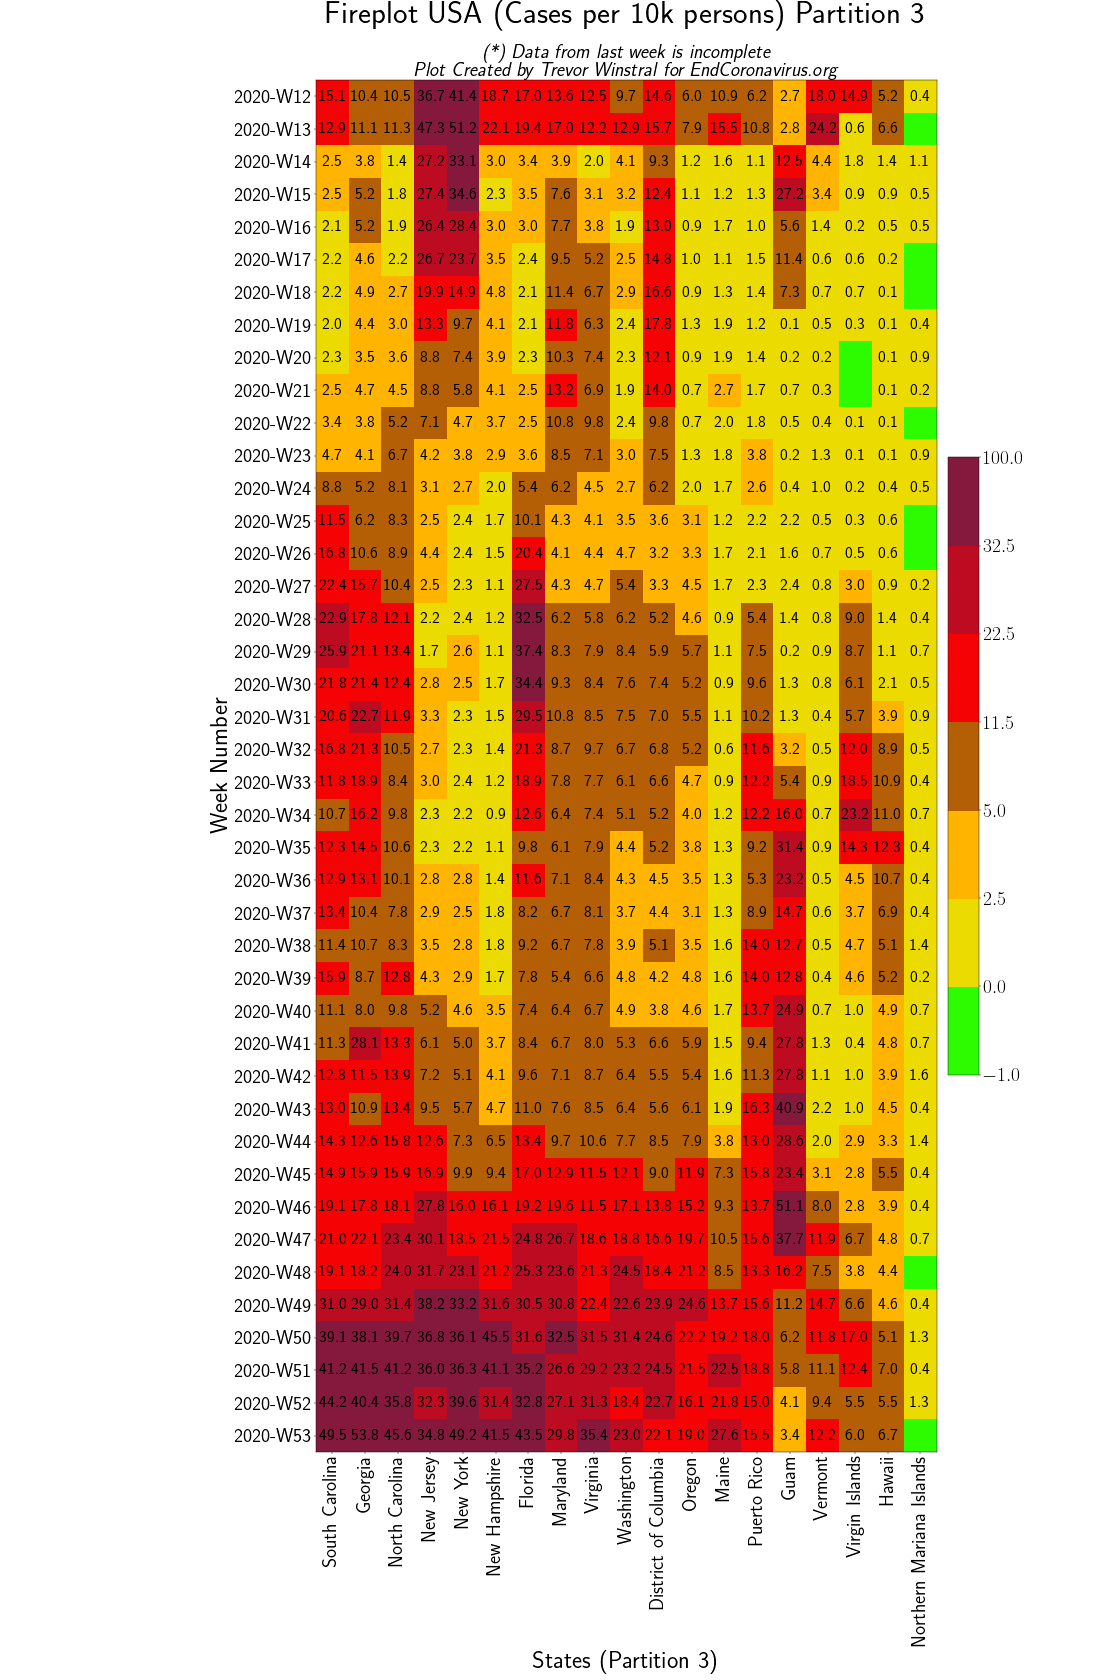 Fireplot USA (Cases per 10k persons) Partition 3
(*) Data from last week is incomplete
Plot Created by Trevor Winstral for EndCoronavirus.org
2020-W12 15.1 10.4 10.5 36.7 41.4 18.7 17.0 13.6 12.5 9.7 14.6 6.0 10.9 6.2 2.7 18.0 14.9 5.2 0.4
2020-W13 12.9 11.1 11.3 47.3 51.2 22.1 19.4 17.0 12.2 12.9 15.7 7.9 15.5 10.8 2.8 24.2 0.6 6.6
2020-W14 2.5 3.8 1.4 27.2 33.1 3.0 3.4 3.9 2.0 4.1 9.3 1.2 1.6 1.1 12.5 4.4 1.8 1.4 1.1
2020-W15 2.5 5.2 1.8 27.4 34.6 2.3 3.5 7.6 3.1 3.2 12.4 1.1 1.2 1.3 27.2 3.4 0.9 0.9 0.5
2020-W16 2.1 5.2 1.9 26.4 28.4 3.0 3.0 7.7 3.8 1.9 13.0 0.9 1.7 1.0 5.6 1.4 0.2 0.5 0.5
2020-W17 2.2 4.6 2.2 26.7 23.7 3.5 2.4 9.5 5.2 2.5 14.8 1.0 1.1 1.5 11.4 0.6 0.6 0.2
2020-W18 2.2 4.9 2.7 19.9 14.9 4.8 2.1 11.4 6.7 2.9 16.6 0.9 1.3 1.4 7.3 0.7 0.7 0.1
2020-W19 2.0 4.4 3.0 13.3 9.7 4.1 2.1 11.8 6.3 2.4 17.8 1.3 1.9 1.2 0.1 0.5 0.3 0.1 0.4
2020-W20 2.3 3.5 3.6 8.8 7.4 3.9 2.3 10.3 7.4 2.3 12.1 0.9 1.9 1.4 0.2 0.2 0.1 0.9
2020-W21 2.5 4.7 4.5 8.8 5.8 4.1 2.5 13.2 6.9 1.9 14.0 0.7 2.7 1.7 0.7 0.3 0.1 0.2
2020-W22 3.4 3.8 5.2 7.1 4.7 3.7 2.5 10.8 9.8 2.4 9.8 0.7 2.0 1.8 0.5 0.4 0.1 0.1
2020-W23 4.7 4.1 6.7 4.2 3.8 2.9 3.6 8.5 7.1 3.0 7.5 1.3 1.8 3.8 0.2 1.3 0.1 0.1 0.9
2020-W24 8.8 5.2 8.1 3.1 2.7 2.0 5.4 6.2 4.5 2.7 6.2 2.0 1.7 2.6 0.4 1.0 0.2 0.4 0.5
2020-W25 11.5 6.2 8.3 2.5 2.4 1.7 10.1 4.3 4.1 3.5 3.6 3.1 1.2 2.2 2.2 0.5 0.3 0.6
2020-W26 16.8 10.6 8.9 4.4 2.4 1.5 20.4 4.1 4.4 4.7 3.2 3.3 1.7 2.1 1.6 0.7 0.5 0.6
2020-W27 22.4 15.7 10.4 2.5 2.3 1.1 27.5 4.3 4.7 5.4 3.3 4.5 1.7 2.3 2.4 0.8 3.0 0.9 0.2
2020-W28 22.9 17.8 12.1 2.2 2.4 1.2 32.5 6.2 5.8 6.2 5.2 4.6 0.9 5.4 1.4 0.8 9.0 1.4 0.4
2020-W29 25.9 21.1 13.4 1.7 2.6 1.1 37.4 8.3 7.9 8.4 5.9 5.7 1.1 7.5 0.2 0.9 8.7 1.1 0.7
2020-W30 21.8 21.4 12.4 2.8 2.5 1.7 34.4 9.3 8.4 7.6 7.4 5.2 0.9 9.6 1.3 0.8 6.1 2.1 0.5
2020-W31 20.6 22.7 11.9 3.3 2.3 1.5 29.5 10.8 8.5 7.5 7.0 5.5 1.1 10.2 1.3 0.4 5.7 3.9 0.9
2020-W32 16.8 21.3 10.5 2.7 2.3 1.4 21.3 8.7 9.7 6.7 6.8 5.2 0.6 11.6 3.2 0.5 12.0 8.9 0.5
2020-W33 11.8 18.9 8.4 3.0 2.4 1.2 18.9 7.8 7.7 6.1 6.6 4.7 0.9 12.2 5.4 0.9 18.5 10.9 0.4
2020-W34 10.7 16.2 9.8 2.3 2.2 0.9 12.6 6.4 7.4 5.1 5.2 4.0 1.2 12.2 16.0 0.7 23.2 11.0 0.7
2020-W35 12.3 14.5 10.6 2.3 2.2 1.1 9.8 6.1 7.9 4.4 5.2 3.8 1.3 9.2 31.4 0.9 14.3 12.3 0.4
2020-W36 12.9 13.1 10.1 2.8 2.8 1.4 11.6 7.1 8.4 4.3 4.5 3.5 1.3 5.3 23.2 0.5 4.5 10.7 0.4
2020-W37 13.4 10.4 7.8 2.9 2.5 1.8 8.2 6.7 8.1 3.7 4.4 3.1 1.3 8.9 14.7 0.6 3.7 6.9 0.4
2020-W38 11.4 10.7 8.3 3.5 2.8 1.8 9.2 6.7 7.8 3.9 5.1 3.5 1.6 14.0 12.7 0.5 4.7 5.1 1.4
2020-W39 15.9 8.7 12.8 4.3 2.9 1.7 7.8 5.4 6.6 4.8 4.2 4.8 1.6 14.0 12.8 0.4 4.6 5.2 0.2
2020-W40 11.1 8.0 9.8 5.2 4.6 3.5 7.4 6.4 6.7 4.9 3.8 4.6 1.7 13.7 24.9 0.7 1.0 4.9 0.7
2020-W41 11.3 28.1 13.3 6.1 5.0 3.7 8.4 6.7 8.0 5.3 6.6 5.9 1.5 9.4 27.8 1.3 0.4 4.8 0.7
2020-W42 12.8 11.5 13.9 7.2 5.1 4.1 9.6 7.1 8.7 6.4 5.5 5.4 1.6 11.3 27.8 1.1 1.0 3.9 1.6
2020-W43 13.0 10.9 13.4 9.5 5.7 4.7 11.0 7.6 8.5 6.4 5.6 6.1 1.9 16.3 40.9 2.2 1.0 4.5 0.4
2020-W44 14.3 12.6 15.8 12.6 7.3 6.5 13.4 9.7 10.6 7.7 8.5 7.9 3.8 13.0 28.6 2.0 2.9 3.3 1.4
2020-W45 14.9 15.9 15.9 16.9 9.9 9.4 17.0 12.9 11.5 12.1 9.0 11.9 7.3 15.8 23.4 3.1 2.8 5.5 0.4
2020-W46 19.1 17.8 18.1 27.8 16.0 16.1 19.2 19.6 11.5 17.1 13.8 15.2 9.3 13.7 51.1 8.0 2.8 3.9 0.4
2020-W47 21.0 22.1 23.4 30.1 18.5 21.5 24.8 26.7 18.6 18.8 16.6 19.7 10.5 15.6 37.7 11.9 6.7 4.8 0.7
2020-W48 19.1 18.2 24.0 31.7 23.1 21.2 25.3 23.6 21.3 24.5 18.4 21.2 8.5 13.3 16.2 7.5 3.8 4.4
2020-W49 31.0 29.0 31.4 38.2 33.2 31.6 30.5 30.8 22.4 22.6 23.9 24.6 13.7 15.6 11.2 14.7 6.6 4.6 0.4
2020-W50 39.1 38.1 39.7 36.8 36.1 45.5 31.6 32.5 31.5 31.4 24.6 22.2 19.2 18.0 6.2 11.8 17.0 5.1 1.3
2020-W51 41.2 41.5 41.2 36.0 36.3 41.1 35.2 26.6 29.2 23.2 24.5 21.5 22.5 18.8 5.8 11.1 12.4 7.0 0.4
2020-W52 44.2 40.4 35.8 32.3 39.6 31.4 32.8 27.1 31.3 18.4 22.7 16.1 21.8 15.0 4.1 9.4 5.5 5.5 1.3
2020-W53 49.5 53.8 45.6 34.8 49.2 41.5 43.5 29.8 35.4 23.0 22.1 19.0 27.6 15.5 3.4 12.2 6.0 6.7
Week Number
South Carolina
Georgia
North Carolina
New Jersey
New York
New Hampshire
Florida
Maryland
Virginia
Washington
District of Columbia
Oregon
Maine
Puerto Rico
Guam
Vermont
Virgin Islands
Hawaii
Northern Mariana Islands
States (Partition 3)
100.0
32.5
22.5
11.5
5.0
2.5
0.0
−1.0